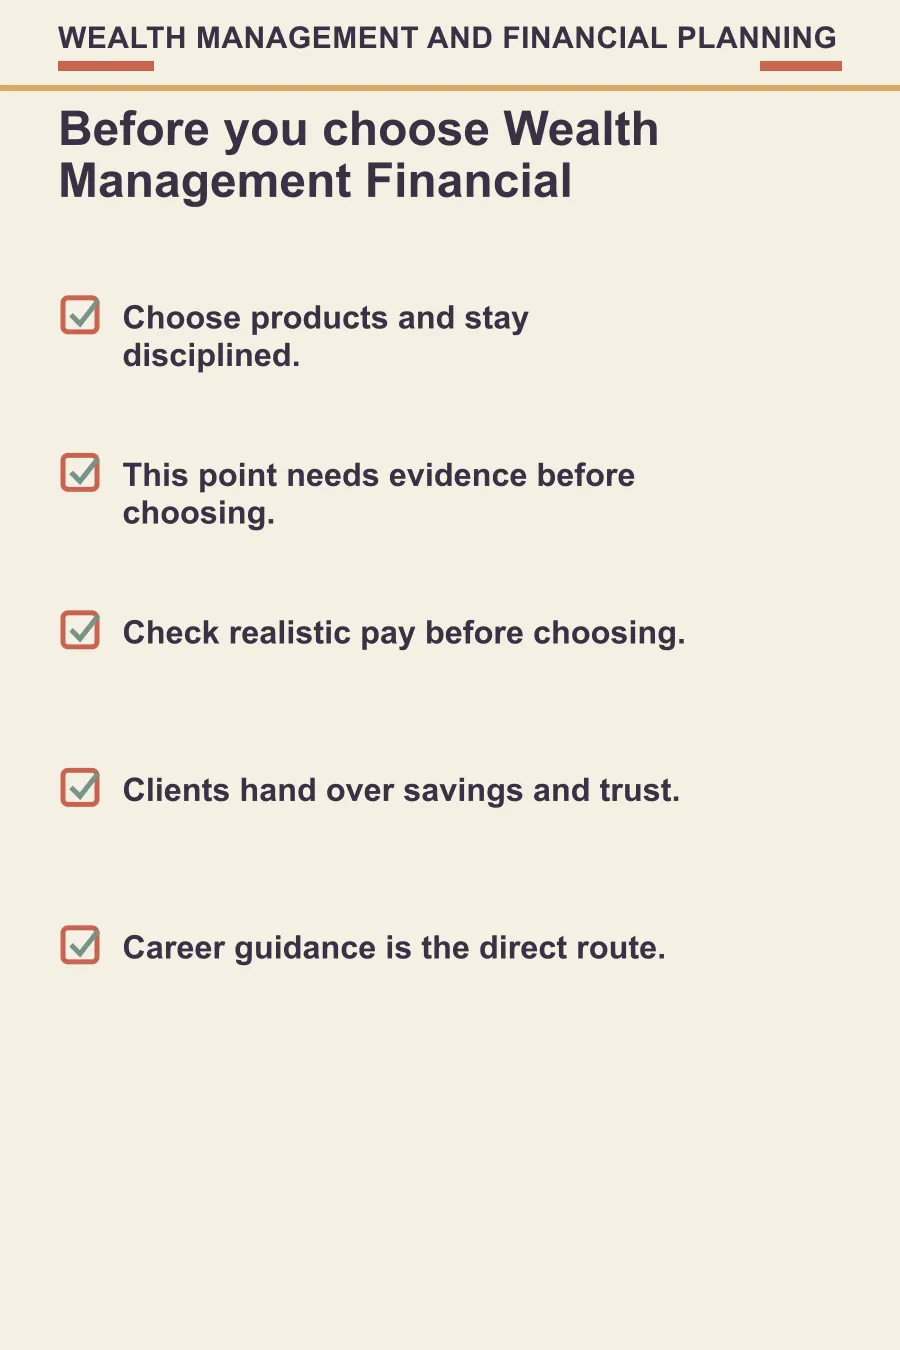 WEALTH MANAGEMENT AND FINANCIAL PLANNING
Before you choose Wealth
Management Financial
Choose products and stay
disciplined.
This point needs evidence before
choosing.
Check realistic pay before choosing.
Clients hand over savings and trust.
Career guidance is the direct route.